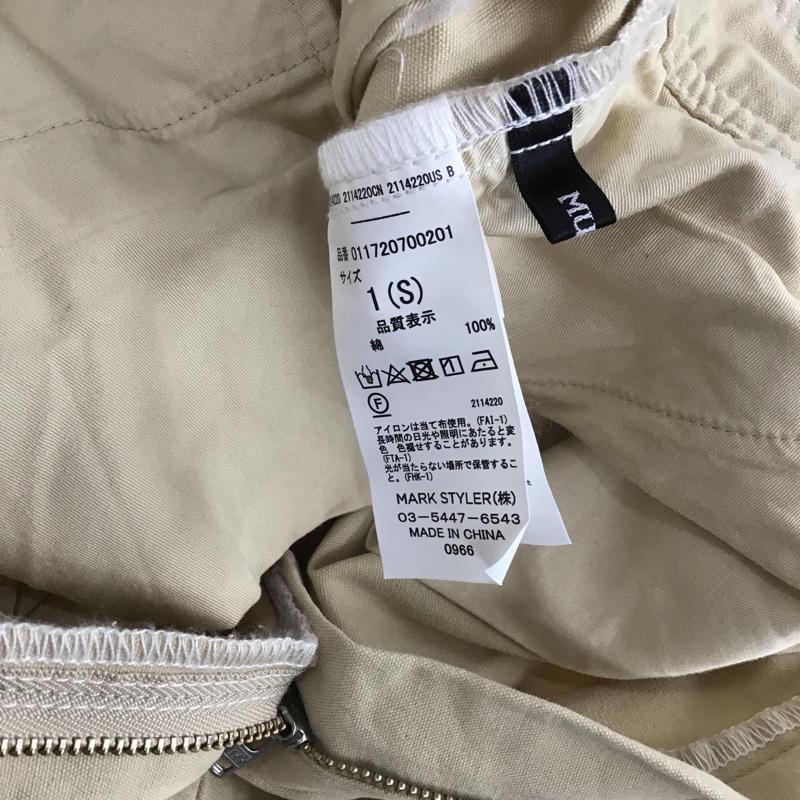 2114220CN 2114220US B
品番 011720700201
サイズ
1(S)
品質表示
綿 100%
F
2114220
アイロンは当て布使用。(FAI-1)
長時間の日光や照明にあたると変
色 色褪せすることがあります。
(FTA-1)
光が当たらない場所で保管するこ
と。(FHK-1)
MARK STYLER(株)
03-5447-6543
MADE IN CHINA
0966